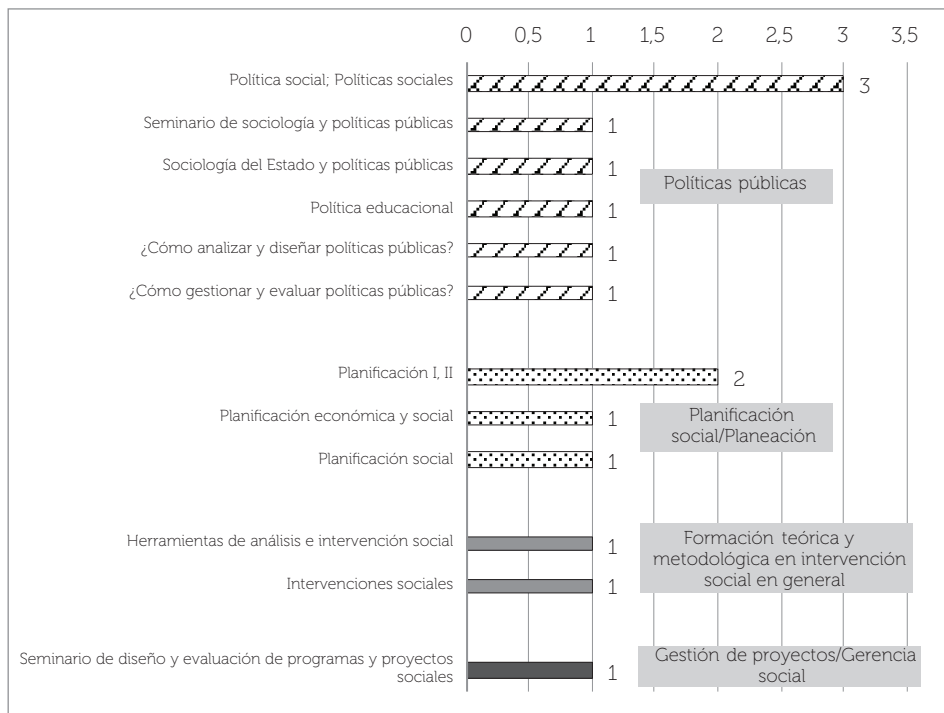 0 0,5 1 1,5 2 2,5 3 3,5
Política social; Políticas sociales 3
Seminario de sociología y políticas públicas 1
Sociología del Estado y políticas públicas 1
Políticas públicas
Política educacional 1
¿Cómo analizar y diseñar políticas públicas? 1
¿Cómo gestionar y evaluar políticas públicas? 1
Planificación I, II 2
Planificación económica y social 1
Planificación
social/Planeación
Planificación social 1
Herramientas de análisis e intervención social 1
Formación teórica y
metodológica en intervención
social en general
Intervenciones sociales 1
Seminario de diseño y evaluación de programas y proyectos
sociales 1
Gestión de proyectos/Gerencia
social